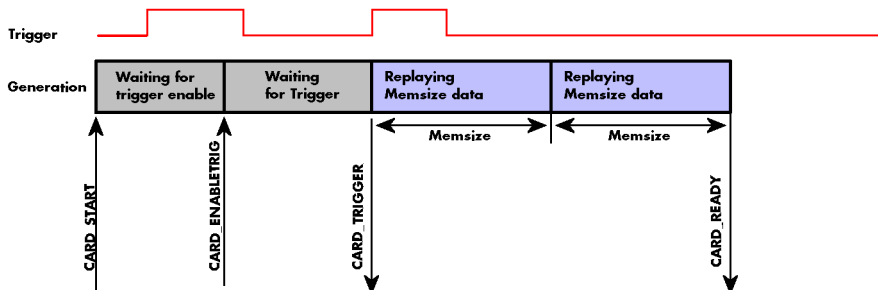 Trigger
Generation
Waiting for
trigger enable
Waiting
for Trigger
Replaying
Memsize data
Replaying
Memsize data
Memsize
Memsize
CARD_START
CARD_ENABLETRIG
CARD_TRIGGER
CARD_READY